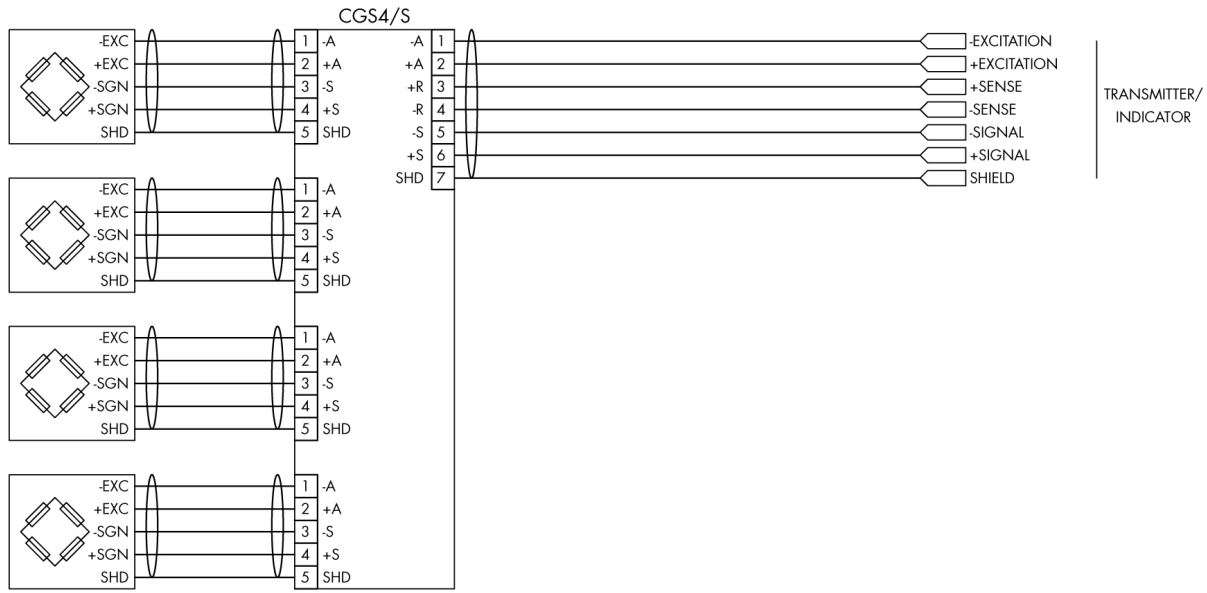 CGS4/S
-EXC 1 -A
+EXC 2 +A
-SGN 3 -S
+SGN 4 +S
SHD 5 SHD
-EXC 1 -A
+EXC 2 +A
-SGN 3 -S
+SGN 4 +S
SHD 5 SHD
-EXC 1 -A
+EXC 2 +A
-SGN 3 -S
+SGN 4 +S
SHD 5 SHD
-EXC 1 -A
+EXC 2 +A
-SGN 3 -S
+SGN 4 +S
SHD 5 SHD
-A 1 -EXCITATION
+A 2 +EXCITATION
+R 3 +SENSE
-R 4 -SENSE
-S 5 -SIGNAL
+S 6 +SIGNAL
SHD 7 SHIELD
TRANSMITTER/
INDICATOR